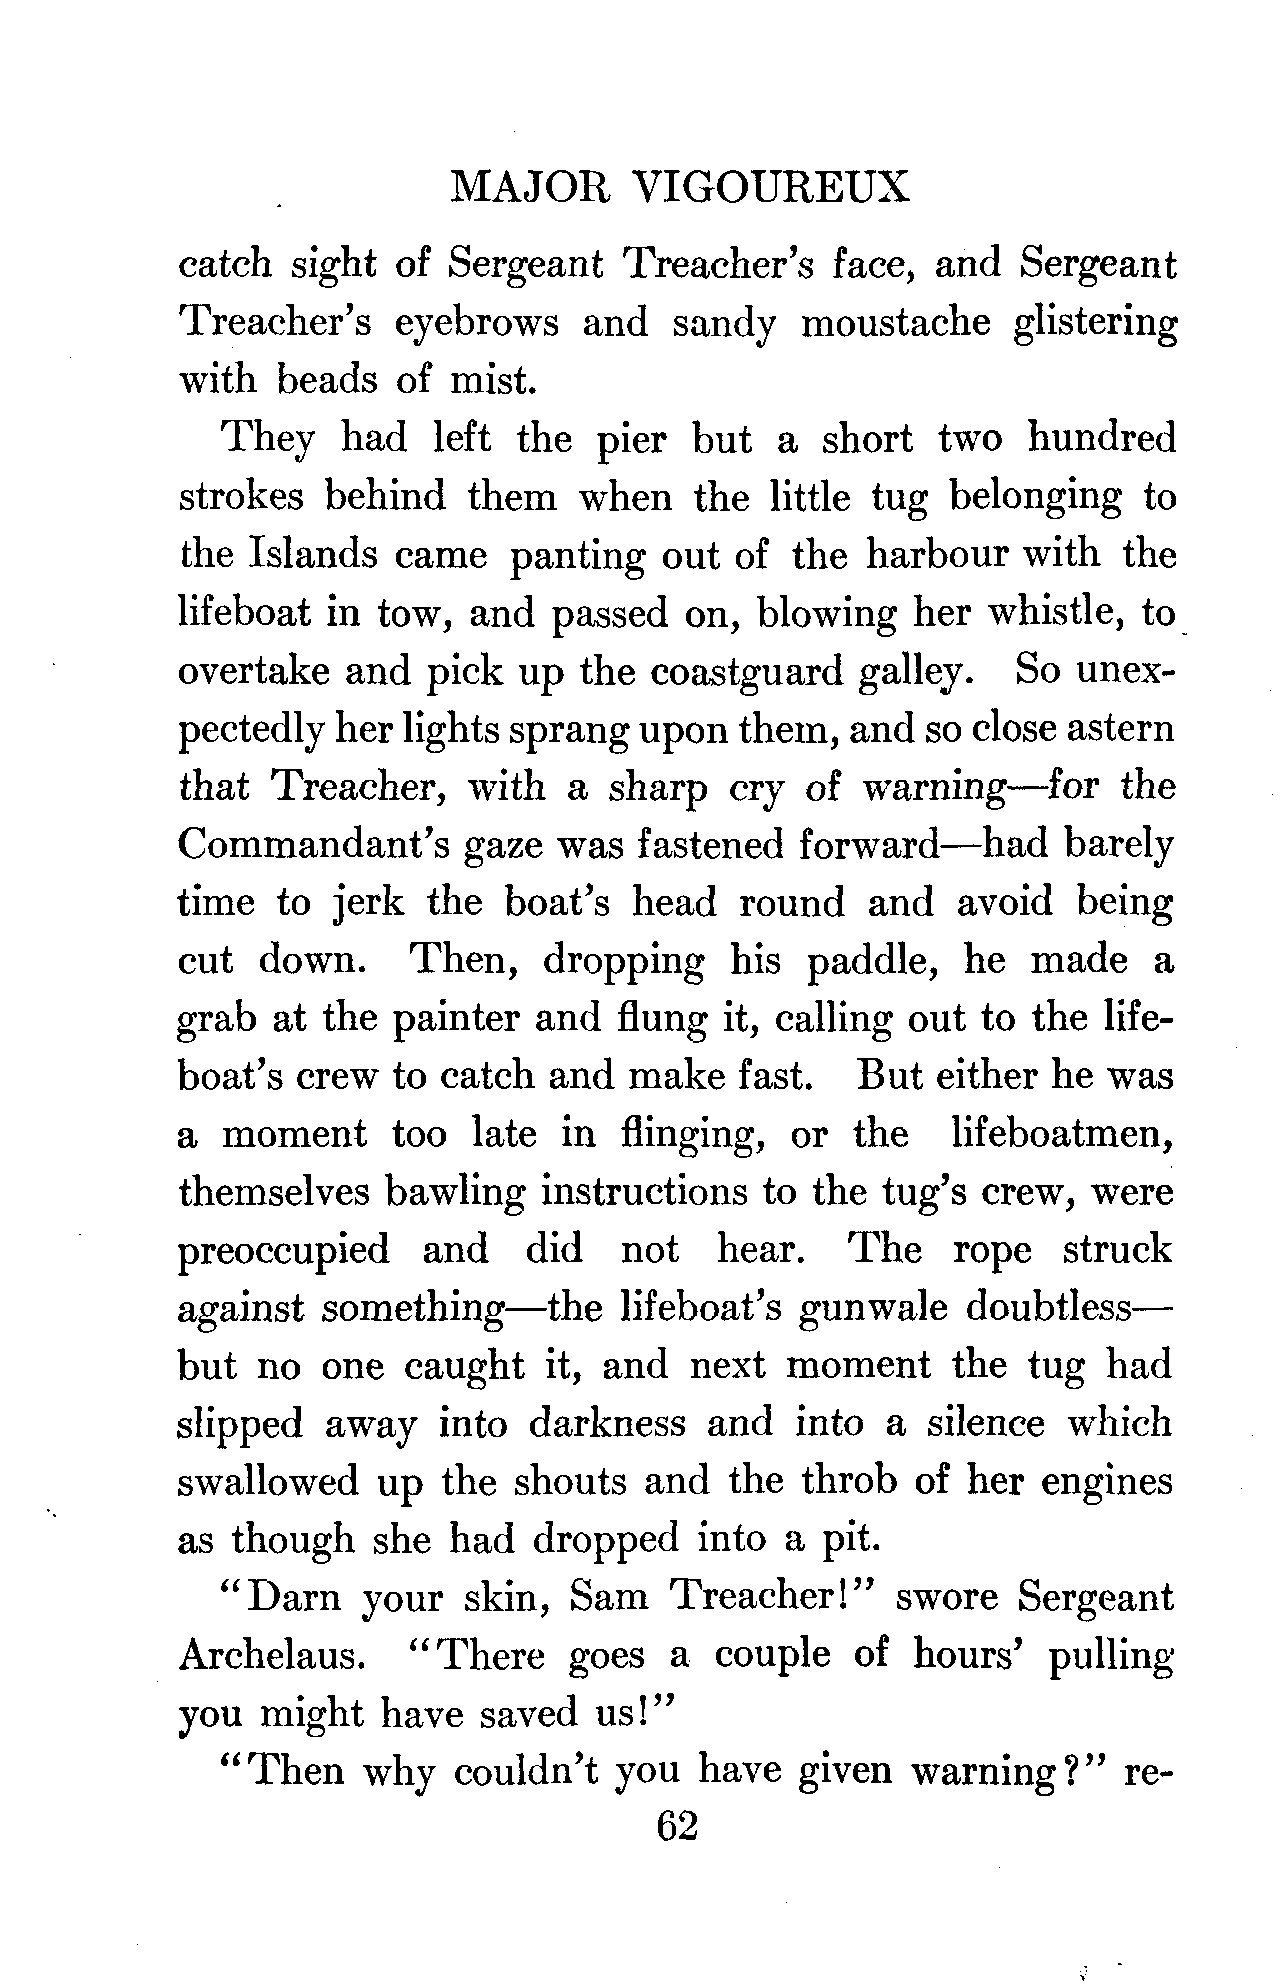 MAJOR VIGOUREUX
catch sight of Sergeant Treacher's face, and Sergeant
Treacher's eyebrows and sandy moustache glistering
with beads of mist.
They had left the pier but a short two hundred
strokes behind them when the little tug belonging to
the Islands came panting out of the harbour with the
lifeboat in tow, and passed on, blowing her whistle, to
overtake and pick up the coastguard galley. So unex-
pectedly her lights sprang upon them, and so close astern
that Treacher, with a sharp cry of warning—for the
Commandant's gaze was fastened forward—had barely
time to jerk the boat's head round and avoid being
cut down. Then, dropping his paddle, he made a
grab at the painter and flung it, calling out to the life-
boat's crew to catch and make fast. But either he was
a moment too late in flinging, or the lifeboatmen,
themselves bawling instructions to the tug's crew, were
preoccupied and did not hear. The rope struck
against something—the lifeboat's gunwale doubtless—
but no one caught it, and next moment the tug had
slipped away into darkness and into a silence which
swallowed up the shouts and the throb of her engines
as though she had dropped into a pit.
"Darn your skin, Sam Treacher!" swore Sergeant
Archelaus. "There goes a couple of hours' pulling
you might have saved us!"
"Then why couldn't you have given warning?" re-
62